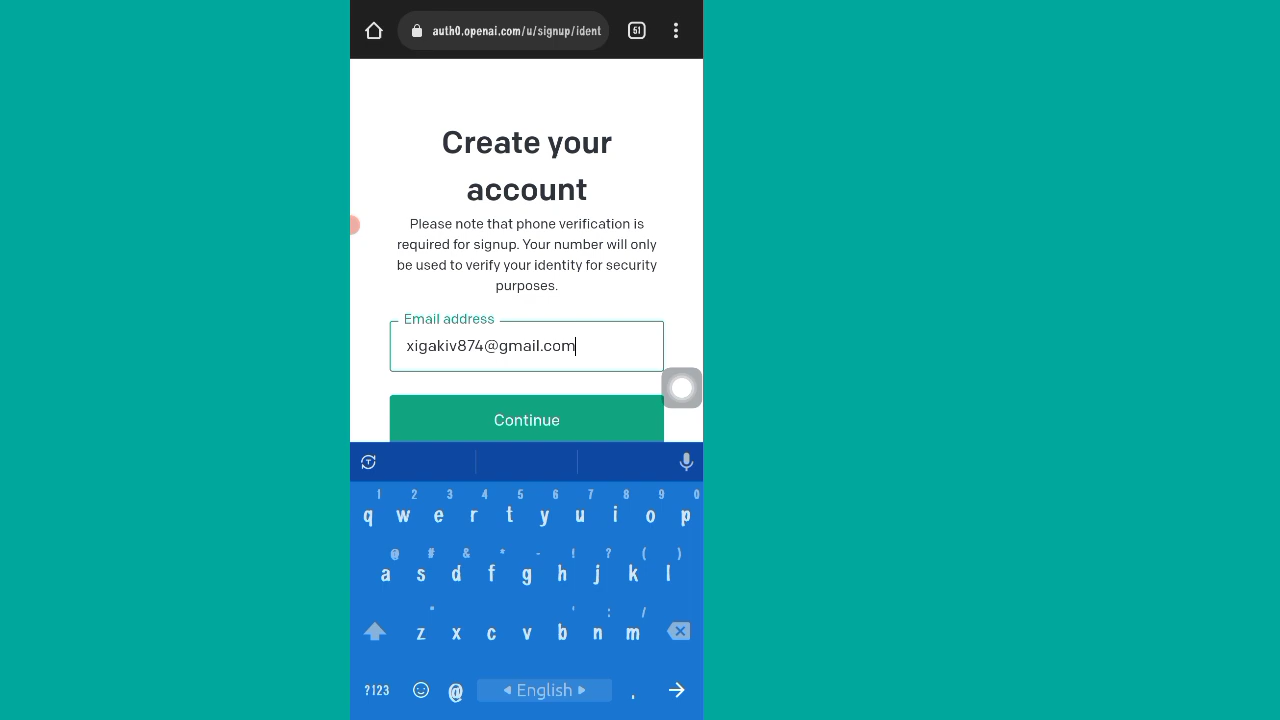 auth0.openai.com/u/signup/ident
51
Create your
account
Please note that phone verification is
required for signup. Your number will only
be used to verify your identity for security
purposes.
Email address
xigakiv874@gmail.com
Continue
1 2 3 4 5 6 7 8 9 0
q w e r t y u i o p
@ # & * - ! ? ( )
a s d f g h j k l
" ' : /
z x c v b n m
?123 @ English .